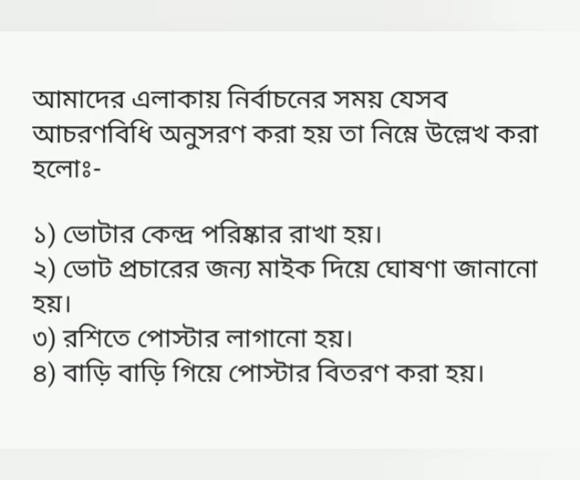 আমাদের এলাকায় নির্বাচনের সময় যেসব
আচরণবিধি অনুসরণ করা হয় তা নিম্নে উল্লেখ করা
হলোঃ-
১) ভোটার কেন্দ্র পরিষ্কার রাখা হয়।
২) ভোট প্রচারের জন্য মাইক দিয়ে ঘোষণা জানানো
হয়।
৩) রশিতে পোস্টার লাগানো হয়।
৪) বাড়ি বাড়ি গিয়ে পোস্টার বিতরণ করা হয়।